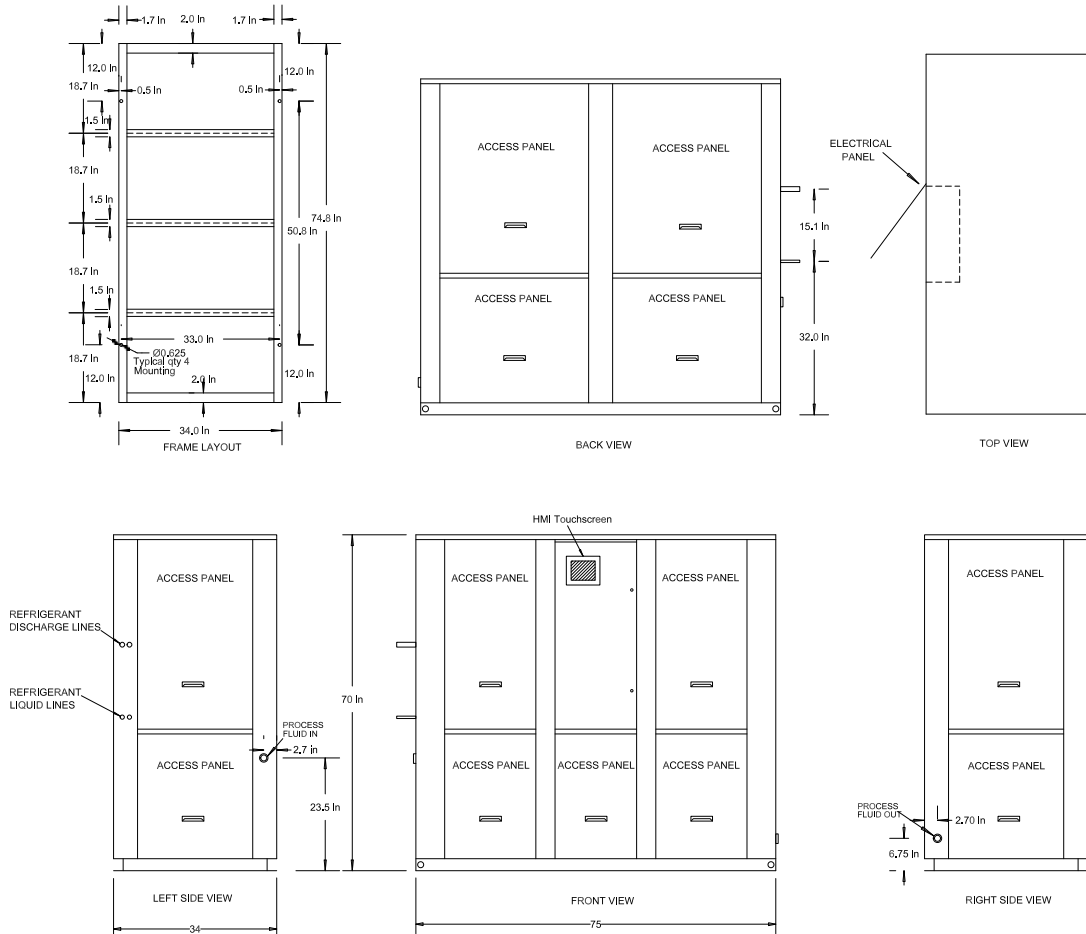 1.7 In
2.0 In
1.7 In
12.0 In
12.0 In
18.7 In
0.5 In
0.5 In
1.5 In
18.7 In
1.5 In
74.8 In
50.8 In
18.7 In
1.5 In
33.0 In
18.7 In
Ø0.625
Typical qty 4
Mounting
12.0 In
2.0 In
12.0 In
34.0 In
FRAME LAYOUT
ACCESS PANEL
ACCESS PANEL
ACCESS PANEL
ACCESS PANEL
15.1 In
32.0 In
BACK VIEW
ELECTRICAL
PANEL
TOP VIEW
ACCESS PANEL
REFRIGERANT
DISCHARGE LINES
REFRIGERANT
LIQUID LINES
PROCESS
FLUID IN
2.7 in
ACCESS PANEL
23.5 In
LEFT SIDE VIEW
34
HMI Touchscreen
ACCESS PANEL
ACCESS PANEL
70 In
ACCESS PANEL
ACCESS PANEL
ACCESS PANEL
FRONT VIEW
75
ACCESS PANEL
ACCESS PANEL
PROCESS
FLUID OUT
2.70 In
6.75 In
RIGHT SIDE VIEW